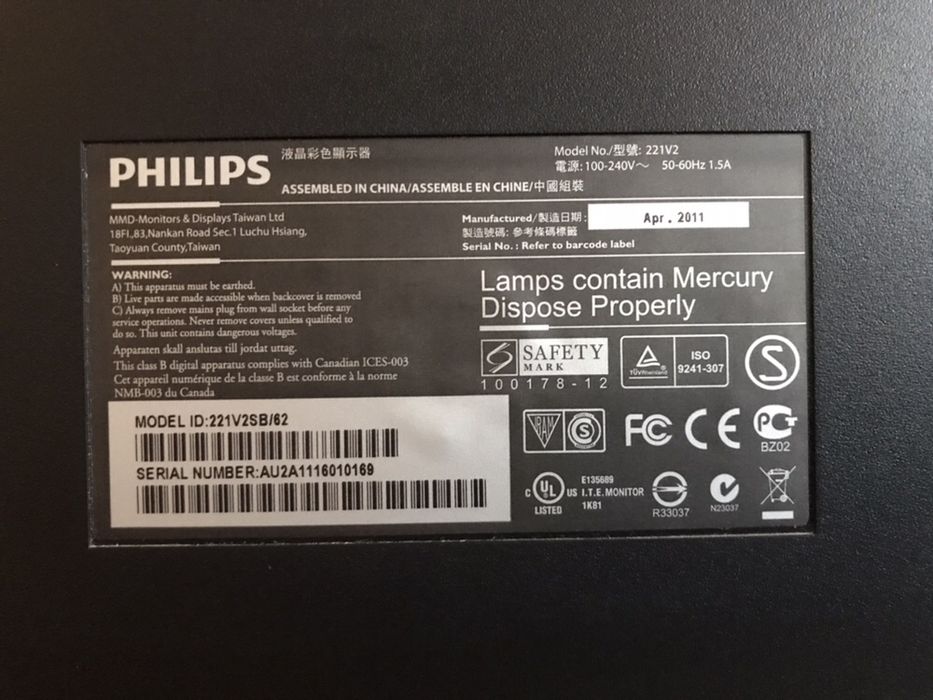 PHILIPS 液晶彩色顯示器
ASSEMBLED IN CHINA/ASSEMBLE EN CHINE/中國組裝
Model No./型號: 221V2
電源: 100-240V～ 50-60Hz 1.5A
MMD-Monitors & Displays Taiwan Ltd
18Fl.,83,Nankan Road Sec.1 Luchu Hsiang,
Taoyuan County,Taiwan
Manufactured/製造日期: Apr. 2011
製造號碼: 參考條碼標籤
Serial No. : Refer to barcode label
WARNING:
A) This apparatus must be earthed.
B) Live parts are made accessible when backcover is removed
C) Always remove mains plug from wall socket before any
service operations. Never remove covers unless qualified to
do so. This unit contains dangerous voltages.
Apparaten skall anslutas till jordat uttag.
This class B digital apparatus complies with Canadian ICES-003
Cet appareil numérique de la classe B est conforme à la norme
NMB-003 du Canada
Lamps contain Mercury
Dispose Properly
S SAFETY
MARK
100178-12
TÜVRheinland
ISO
9241-307
S
MODEL ID:221V2SB/62
SERIAL NUMBER:AU2A1116010169
BAM S
FC CE PCT
BZ02
C UL US
LISTED
E135689
I.T.E.MONITOR
1K81
R33037
N23037